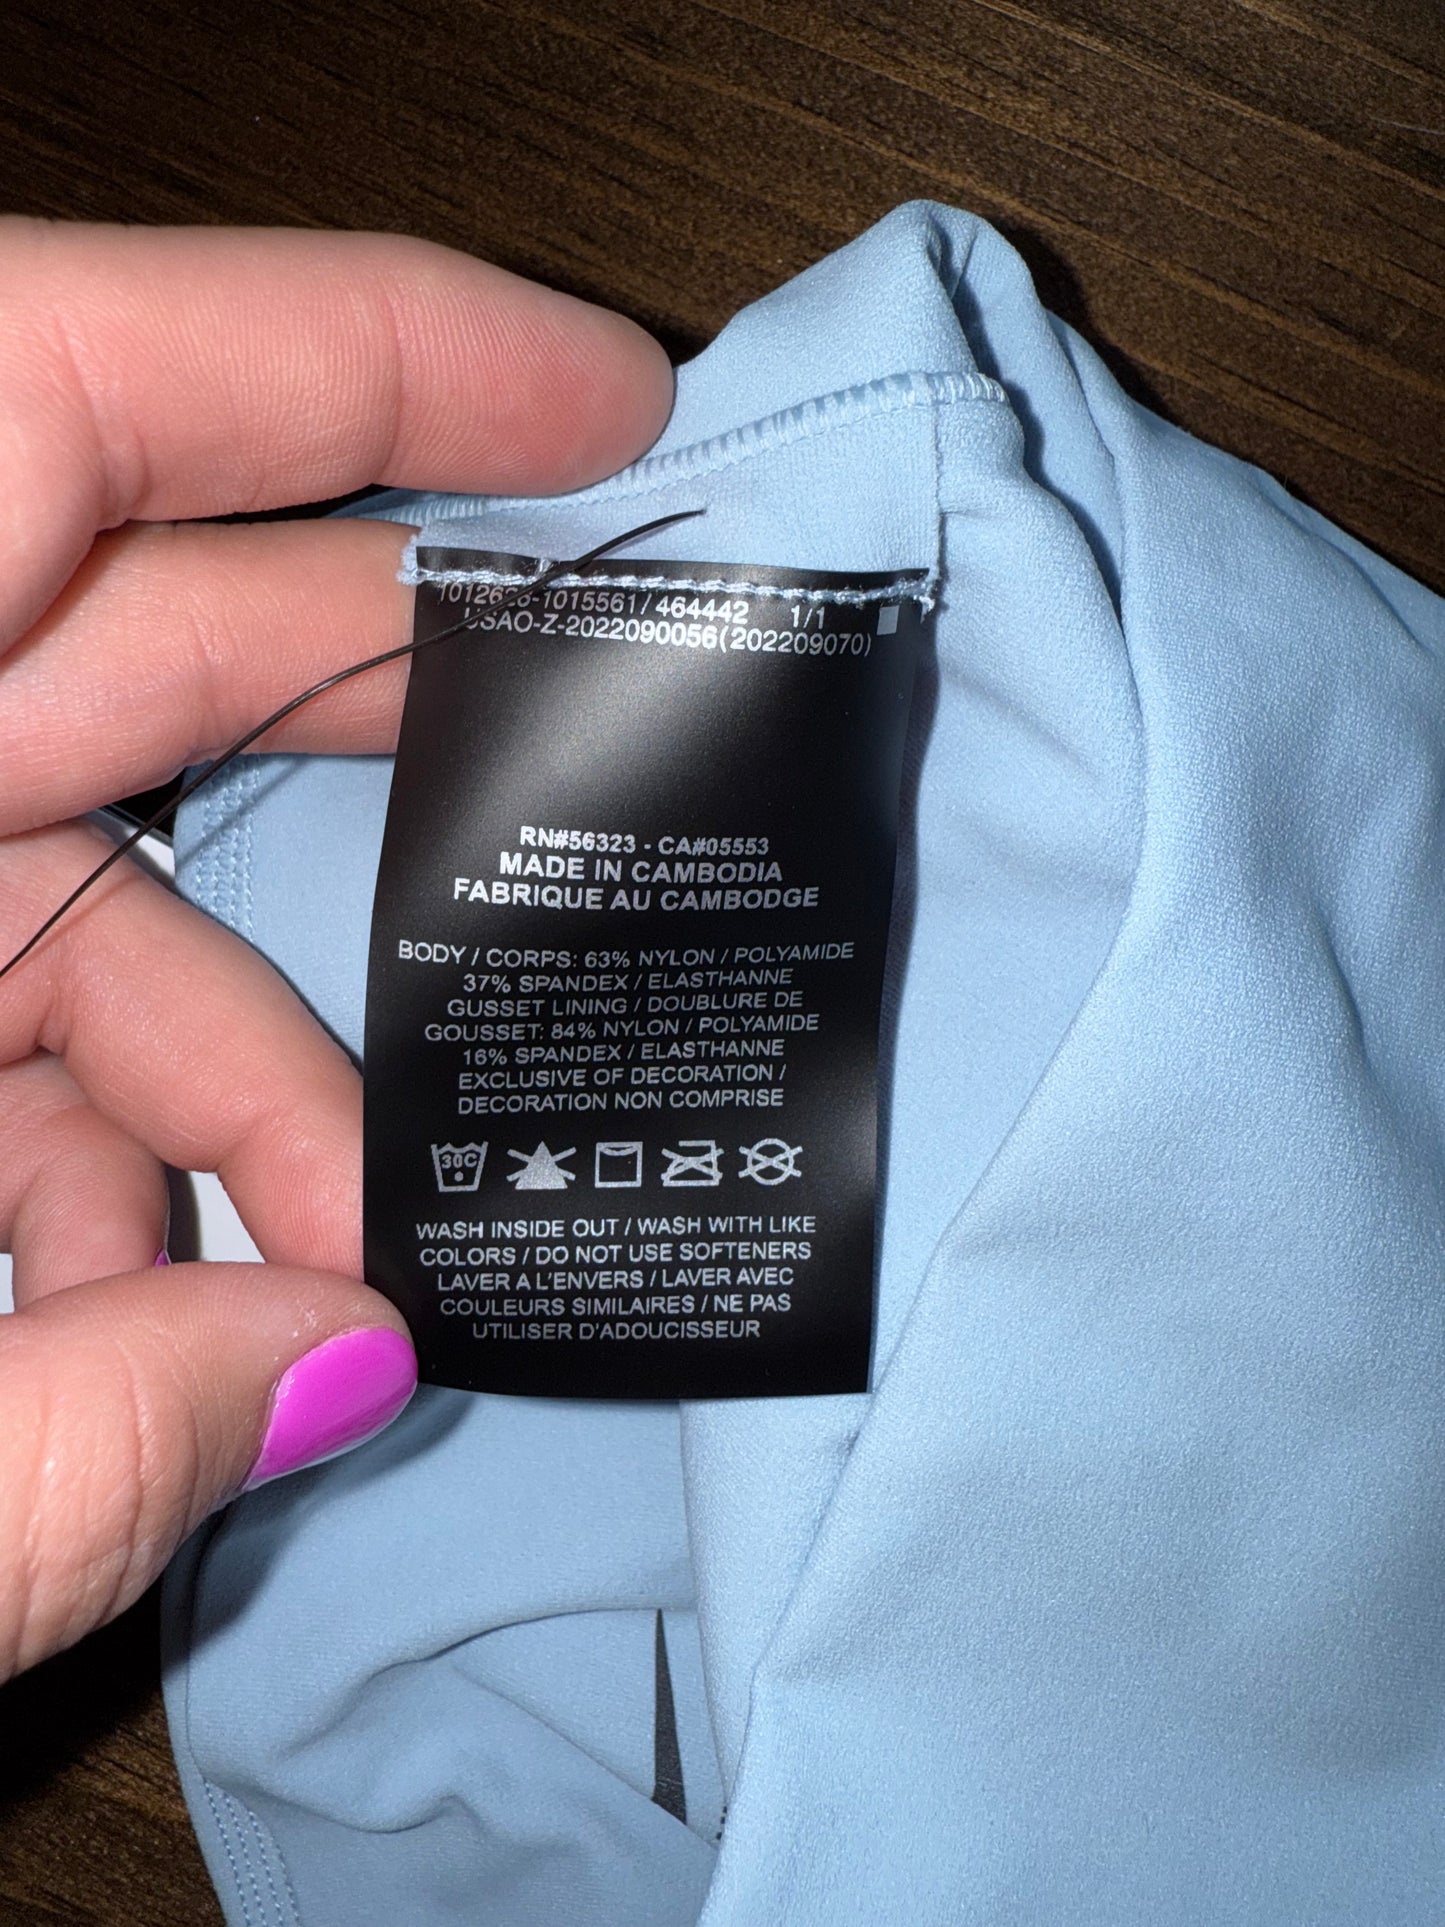 464442 1/1
USAO-Z-2022090056(202209070)
RN#56323 - CA#05553
MADE IN CAMBODIA
FABRIQUE AU CAMBODGE
BODY / CORPS: 63% NYLON / POLYAMIDE
37% SPANDEX / ELASTHANNE
GUSSET LINING / DOUBLURE DE
GOUSSET: 84% NYLON / POLYAMIDE
16% SPANDEX / ELASTHANNE
EXCLUSIVE OF DECORATION /
DECORATION NON COMPRISE
30C
WASH INSIDE OUT / WASH WITH LIKE
COLORS / DO NOT USE SOFTENERS
LAVER A L'ENVERS / LAVER AVEC
COULEURS SIMILAIRES / NE PAS
UTILISER D'ADOUCISSEUR